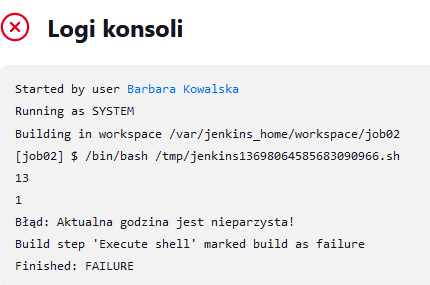 Logi konsoli
Started by user Barbara Kowalska
Running as SYSTEM
Building in workspace /var/jenkins_home/workspace/job02
[job02] $ /bin/bash /tmp/jenkins13698064585683090966.sh
13
1
Błąd: Aktualna godzina jest nieparzysta!
Build step 'Execute shell' marked build as failure
Finished: FAILURE